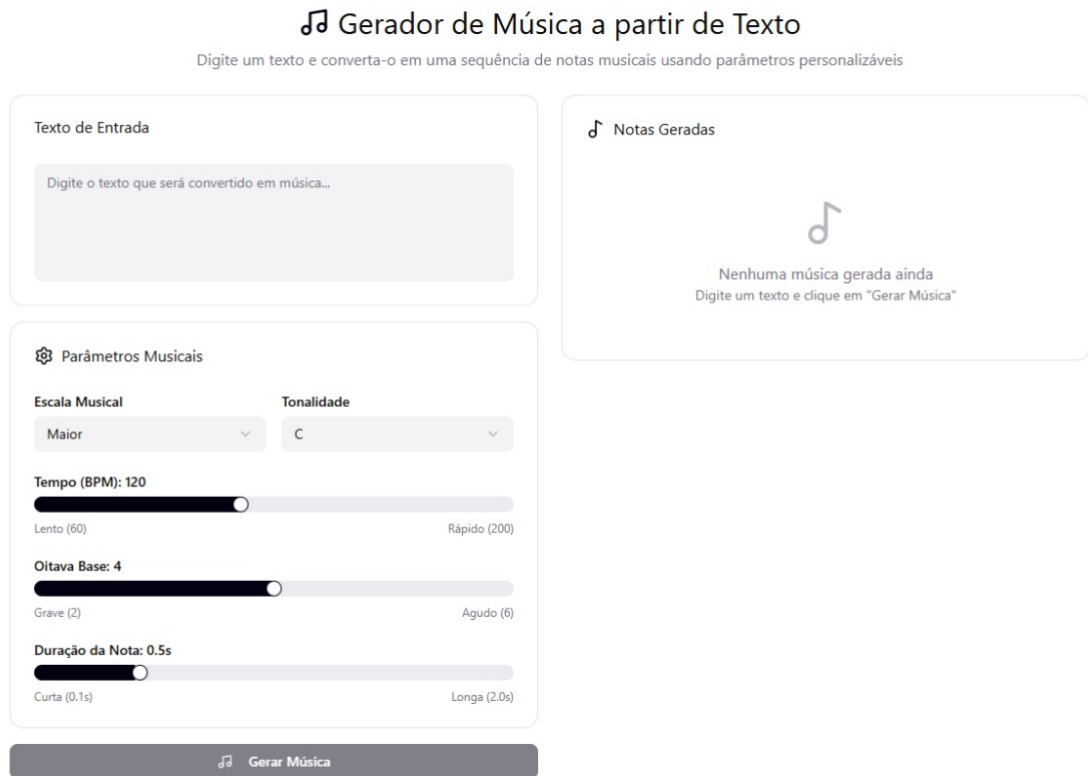 Gerador de Música a partir de Texto
Digite um texto e converta-o em uma sequência de notas musicais usando parâmetros personalizáveis
Texto de Entrada
Digite o texto que será convertido em música...
Parâmetros Musicais
Escala Musical
Tonalidade
Maior
C
Tempo (BPM): 120
Lento (60)
Rápido (200)
Oitava Base: 4
Grave (2)
Agudo (6)
Duração da Nota: 0.5s
Curta (0.1s)
Longa (2.0s)
Gerar Música
Notas Geradas
Nenhuma música gerada ainda
Digite um texto e clique em "Gerar Música"